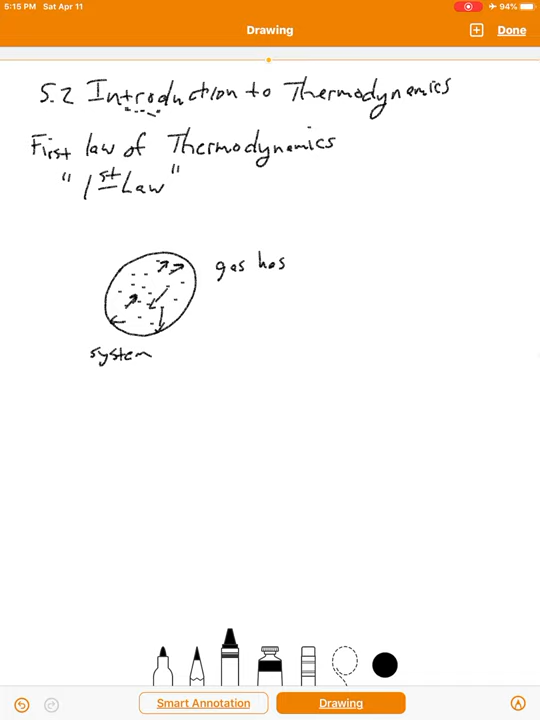 5:15 PM Sat Apr 11
94%
Drawing
Done
5.2 Introduction to Thermodynamics
First law of Thermodynamics
"1st Law"
gas has
system
Smart Annotation
Drawing